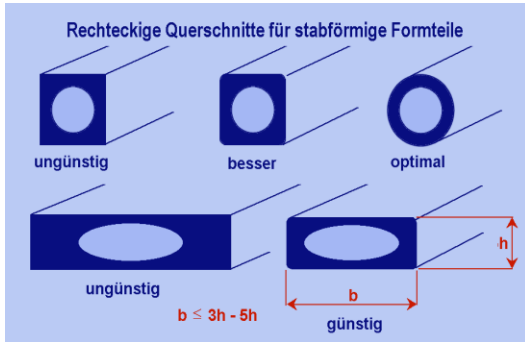 Rechteckige Querschnitte für stabförmige Formteile
ungünstig
besser
optimal
ungünstig
b ≤ 3h - 5h
b
h
günstig